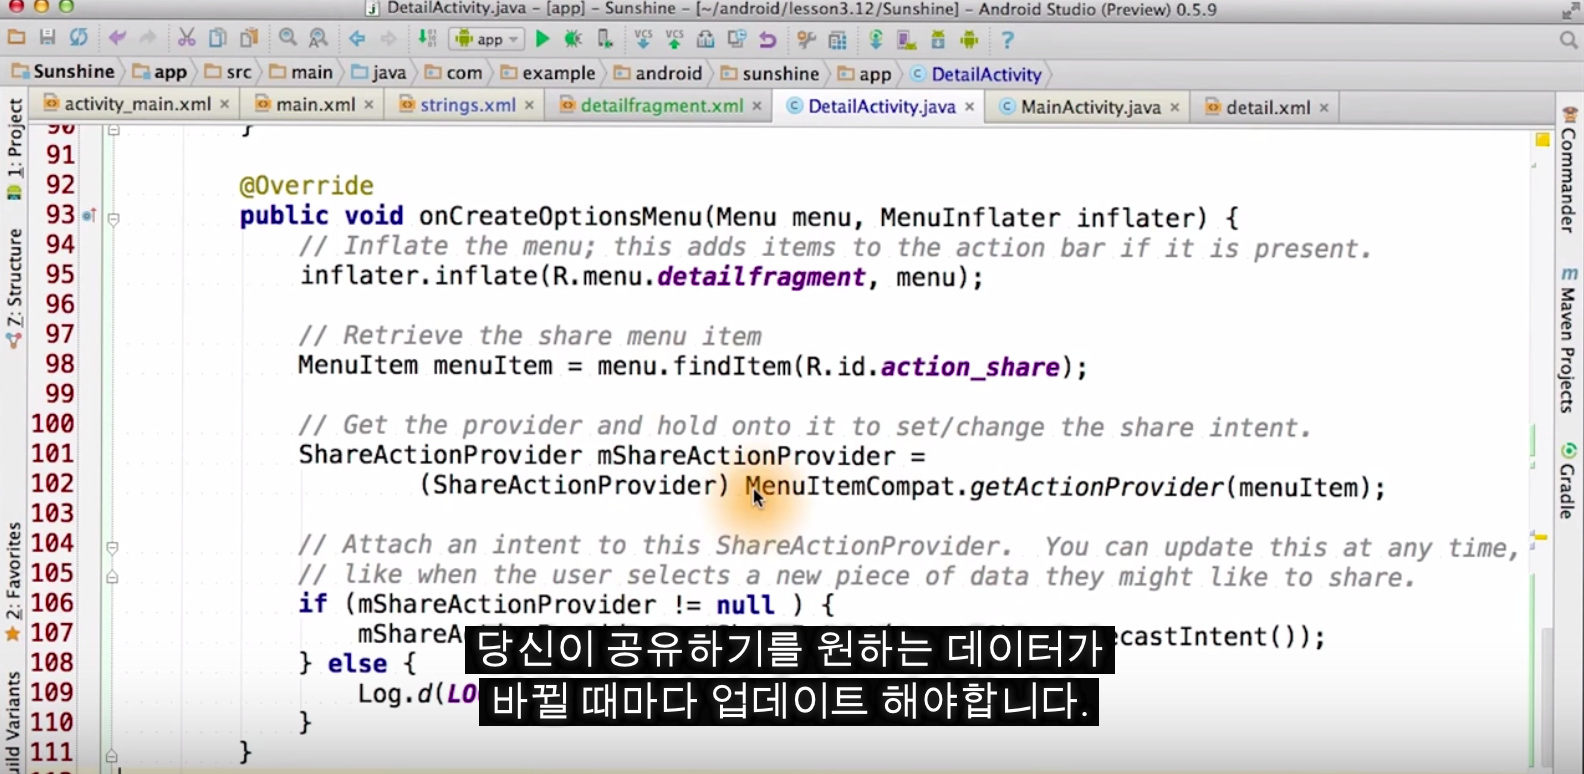 DetailActivity.java - [app] - Sunshine - [~/android/lesson3.12/Sunshine] - Android Studio (Preview) 0.5.9
app
Sunshine app src main java com example android sunshine app DetailActivity
activity_main.xml main.xml strings.xml detailfragment.xml DetailActivity.java MainActivity.java detail.xml
1: Project
Z: Structure
2: Favorites
Build Variants
Commander
Maven Projects
Gradle
90 }
91
92 @Override
93 public void onCreateOptionsMenu(Menu menu, MenuInflater inflater) {
94 // Inflate the menu; this adds items to the action bar if it is present.
95 inflater.inflate(R.menu.detailfragment, menu);
96
97 // Retrieve the share menu item
98 MenuItem menuItem = menu.findItem(R.id.action_share);
99
100 // Get the provider and hold onto it to set/change the share intent.
101 ShareActionProvider mShareActionProvider =
102 (ShareActionProvider) MenuItemCompat.getActionProvider(menuItem);
103
104 // Attach an intent to this ShareActionProvider.  You can update this at any time,
105 // like when the user selects a new piece of data they might like to share.
106 if (mShareActionProvider != null ) {
107 mShareA ecastIntent());
108 } else {
109 Log.d(LO
110 }
111 }
당신이 공유하기를 원하는 데이터가
바뀔 때마다 업데이트 해야합니다.